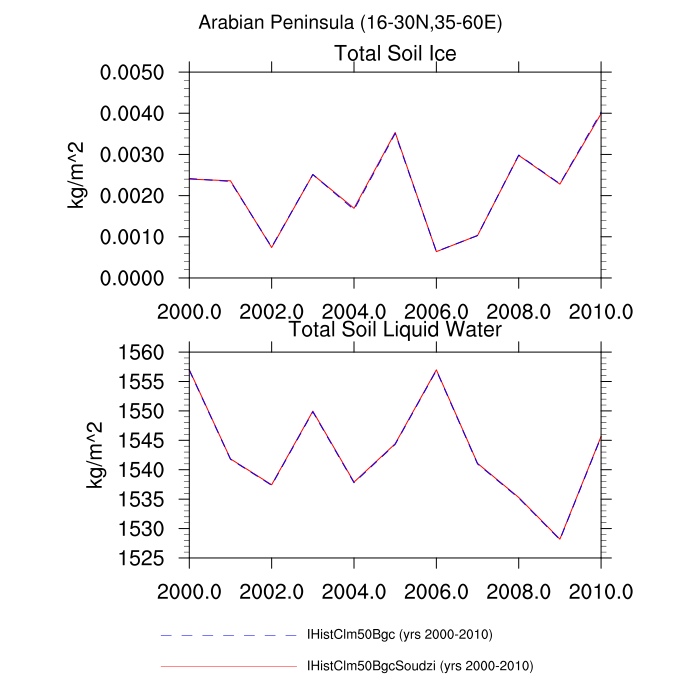 Arabian Peninsula (16-30N,35-60E)
Total Soil Ice
0.0050
0.0040
0.0030
0.0020
0.0010
0.0000
kg/m^2
2000.0 2002.0 2004.0 2006.0 2008.0 2010.0
Total Soil Liquid Water
1560
1555
1550
1545
1540
1535
1530
1525
kg/m^2
2000.0 2002.0 2004.0 2006.0 2008.0 2010.0
IHistClm50Bgc (yrs 2000-2010)
IHistClm50BgcSoudzi (yrs 2000-2010)